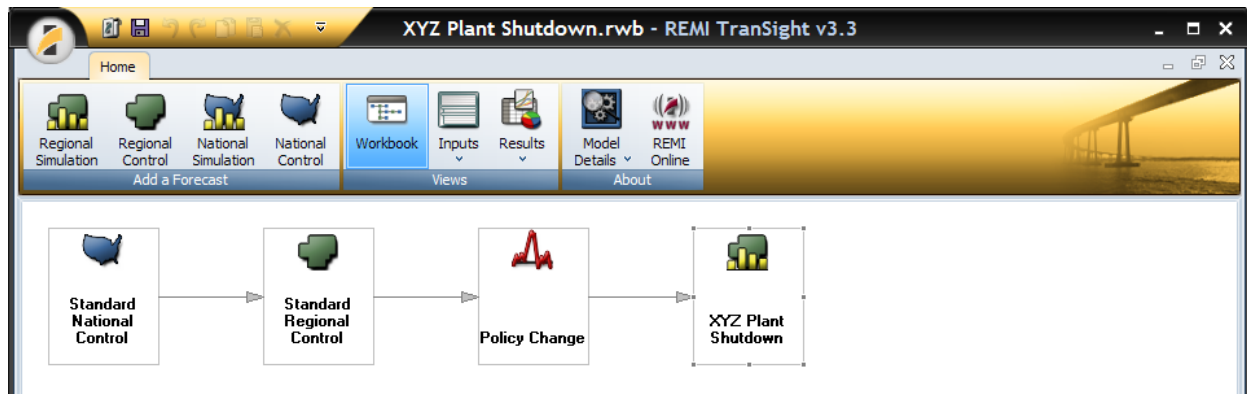 XYZ Plant Shutdown.rwb - REMI TranSight v3.3
Home
Regional
Simulation
Regional
Control
National
Simulation
National
Control
Add a Forecast
Workbook
Inputs
Results
Views
Model
Details
WWW
REMI
Online
About
Standard
National
Control
Standard
Regional
Control
Policy Change
XYZ Plant
Shutdown